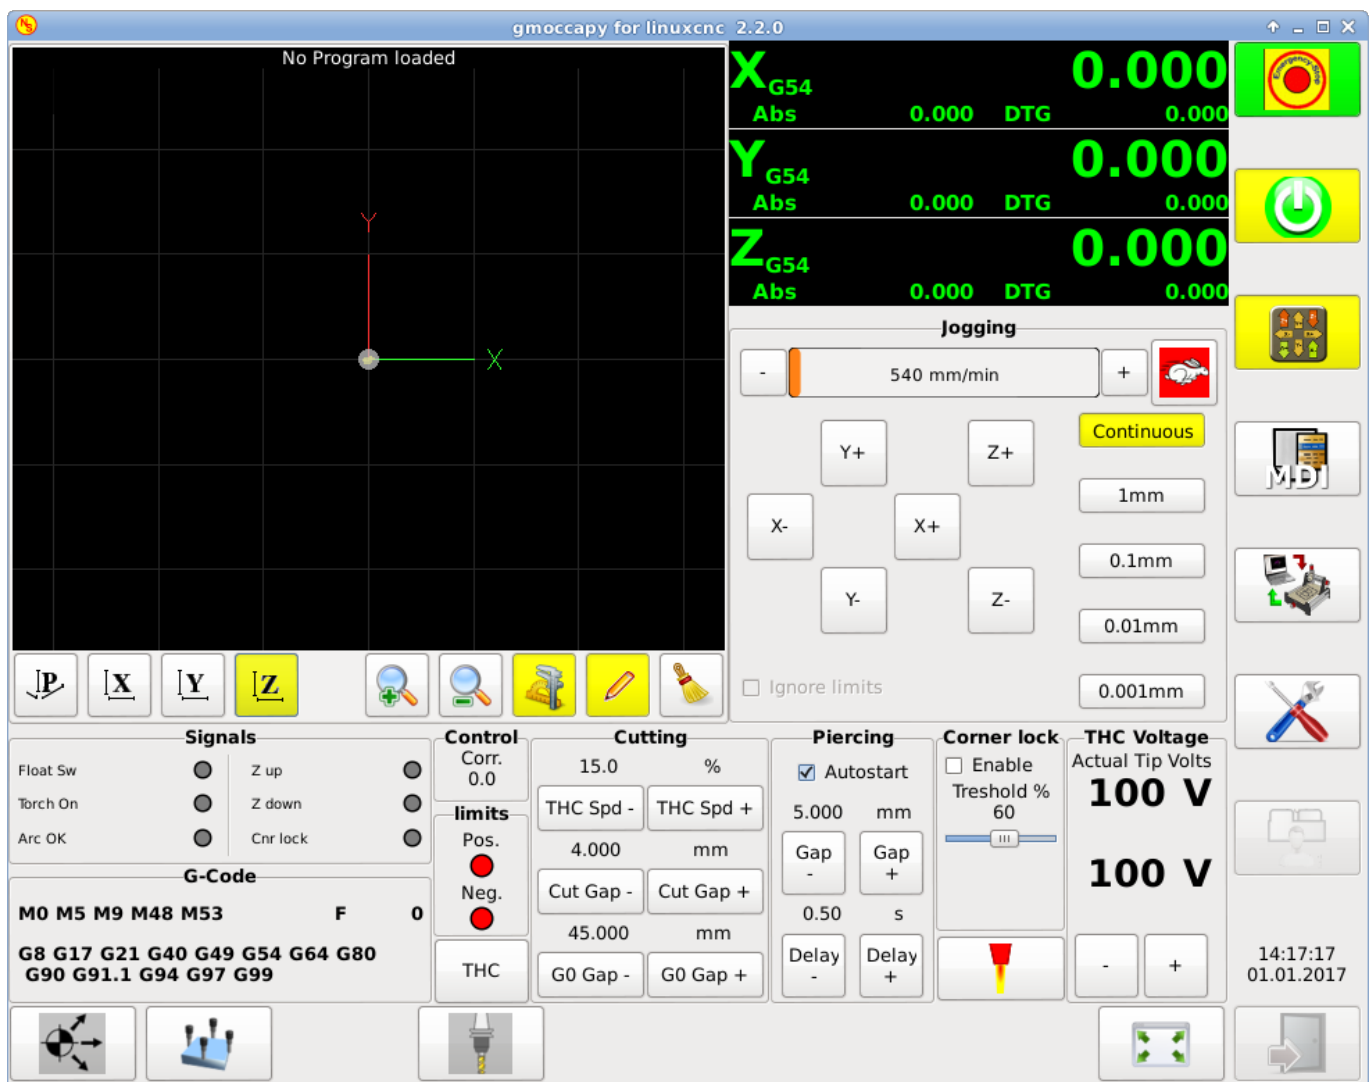 gmoccapy for linuxcnc 2.2.0
No Program loaded
Y
X
X G54 0.000
Abs 0.000 DTG 0.000
Y G54 0.000
Abs 0.000 DTG 0.000
Z G54 0.000
Abs 0.000 DTG 0.000
Emergency-Stop
Jogging
- 540 mm/min +
Continuous
Y+ Z+
1mm
X- X+
0.1mm
Y- Z-
0.01mm
Ignore limits
0.001mm
MDI
P X Y Z
Signals
Float Sw Z up
Torch On Z down
Arc OK Cnr lock
G-Code
M0 M5 M9 M48 M53 F 0
G8 G17 G21 G40 G49 G54 G64 G80
G90 G91.1 G94 G97 G99
Control
Corr.
0.0
limits
Pos.
Neg.
THC
Cutting
15.0 %
THC Spd - THC Spd +
4.000 mm
Cut Gap - Cut Gap +
45.000 mm
G0 Gap - G0 Gap +
Piercing
Autostart
5.000 mm
Gap - Gap +
0.50 s
Delay - Delay +
Corner lock
Enable
Treshold %
60
THC Voltage
Actual Tip Volts
100 V
100 V
- +
14:17:17
01.01.2017